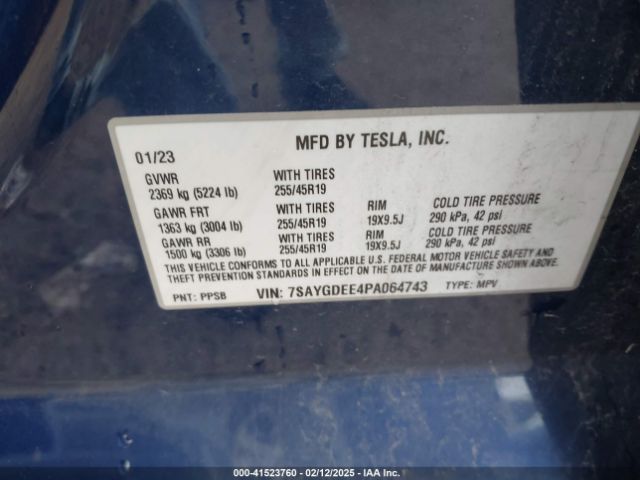 MFD BY TESLA, INC.
01/23
GVWR WITH TIRES
2369 kg (5224 lb) 255/45R19
GAWR FRT WITH TIRES RIM COLD TIRE PRESSURE
1363 kg (3004 lb) 255/45R19 19X9.5J 290 kPa, 42 psi
GAWR RR WITH TIRES RIM COLD TIRE PRESSURE
1500 kg (3306 lb) 255/45R19 19X9.5J 290 kPa, 42 psi
THIS VEHICLE CONFORMS TO ALL APPLICABLE U.S. FEDERAL MOTOR VEHICLE SAFETY AND
THEFT PREVENTION STANDARDS IN EFFECT ON THE DATE OF MANUFACTURE SHOWN ABOVE.
PNT: PPSB VIN: 7SAYGDEE4PA064743 TYPE: MPV
000-41523760 - 02/12/2025 - IAA Inc.